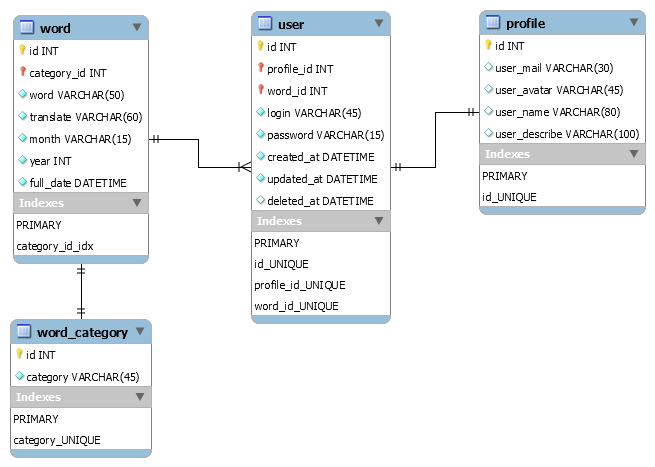 word
id INT
category_id INT
word VARCHAR(50)
translate VARCHAR(60)
month VARCHAR(15)
year INT
full_date DATETIME
Indexes
PRIMARY
category_id_idx
user
id INT
profile_id INT
word_id INT
login VARCHAR(45)
password VARCHAR(15)
created_at DATETIME
updated_at DATETIME
deleted_at DATETIME
Indexes
PRIMARY
id_UNIQUE
profile_id_UNIQUE
word_id_UNIQUE
profile
id INT
user_mail VARCHAR(30)
user_avatar VARCHAR(45)
user_name VARCHAR(80)
user_describe VARCHAR(100)
Indexes
PRIMARY
id_UNIQUE
word_category
id INT
category VARCHAR(45)
Indexes
PRIMARY
category_UNIQUE